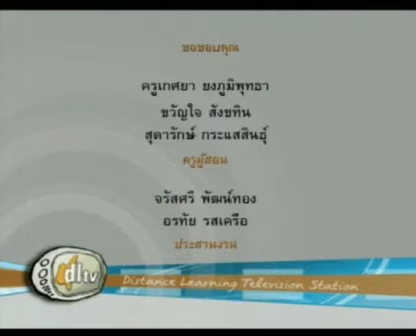 ขอขอบคุณ
ครูเกศยา ยงภูมิพุทธา
ขวัญใจ สังขทิน
สุดารักษ์ กระแสสินธุ์
ครูผู้สอน
จรัสศรี พัฒน์ทอง
อรทัย รสเครือ
ประสานงาน
dltv
Distance Learning Television Station